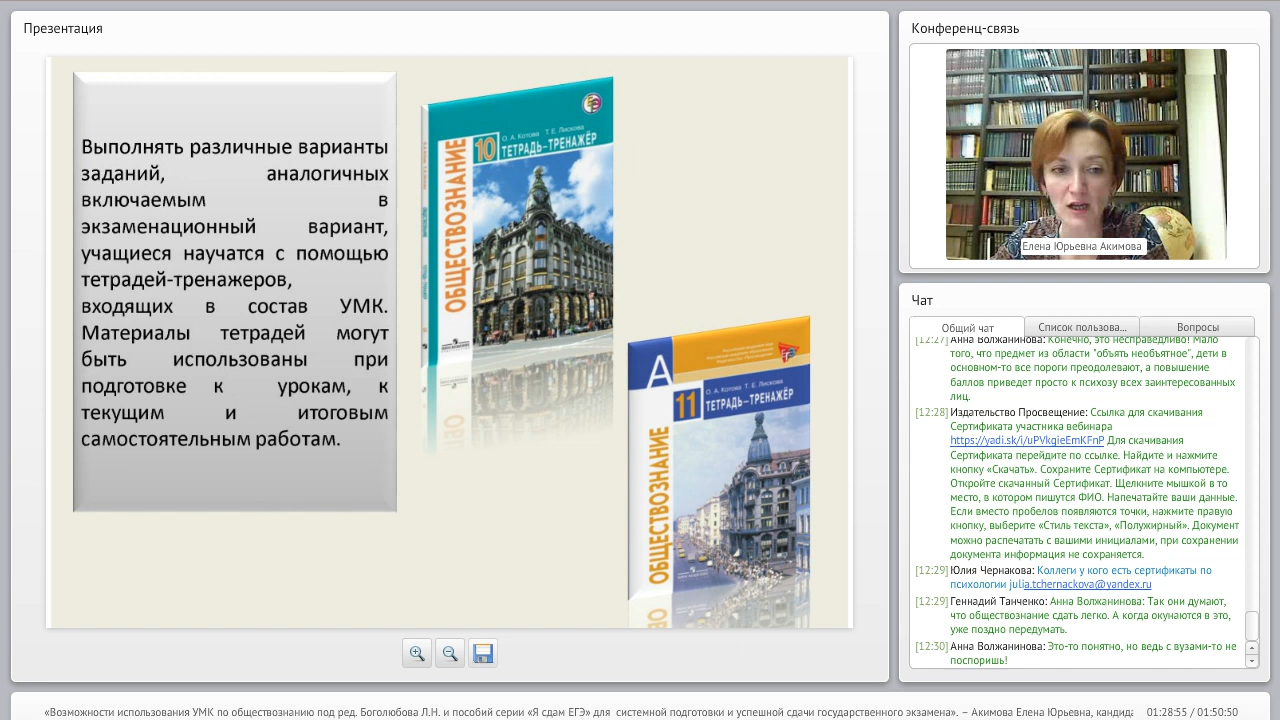 Презентация
Выполнять различные варианты
заданий, аналогичных
включаемым в
экзаменационный вариант,
учащиеся научатся с помощью
тетрадей-тренажеров,
входящих в состав УМК.
Материалы тетрадей могут
быть использованы при
подготовке к урокам, к
текущим и итоговым
самостоятельным работам.
О. А. Котова Т. Е. Лискова
10 ТЕТРАДЬ-ТРЕНАЖЁР
ОБЩЕСТВОЗНАНИЕ
А
О. А. Котова Т. Е. Лискова
11 ТЕТРАДЬ-ТРЕНАЖЁР
ОБЩЕСТВОЗНАНИЕ
Конференц-связь
Елена Юрьевна Акимова
Чат
Общий чат
Список пользова...
Вопросы
[12:27] Анна Волжанинова: Конечно, это несправедливо! Мало
того, что предмет из области "объять необъятное", дети в
основном-то все пороги преодолевают, а повышение
баллов приведет просто к психозу всех заинтересованных
лиц.
[12:28] Издательство Просвещение: Ссылка для скачивания
Сертификата участника вебинара
https://yadi.sk/i/uPVkgieEmKFnP Для скачивания
Сертификата перейдите по ссылке. Найдите и нажмите
кнопку «Скачать». Сохраните Сертификат на компьютере.
Откройте скачанный Сертификат. Щелкните мышкой в то
место, в котором пишутся ФИО. Напечатайте ваши данные.
Если вместо пробелов появляются точки, нажмите правую
кнопку, выберите «Стиль текста», «Полужирный». Документ
можно распечатать с вашими инициалами, при сохранении
документа информация не сохраняется.
[12:29] Юлия Чернакова: Коллеги у кого есть сертификаты по
психологии julia.tchernackova@yandex.ru
[12:29] Геннадий Танченко: Анна Волжанинова: Так они думают,
что обществознание сдать легко. А когда окунаются в это,
уже поздно передумать.
[12:30] Анна Волжанинова: Это-то понятно, но ведь с вузами-то не
поспоришь!
«Возможности использования УМК по обществознанию под ред. Боголюбова Л.Н. и пособий серии «Я сдам ЕГЭ» для системной подготовки и успешной сдачи государственного экзамена». – Акимова Елена Юрьевна, кандида 01:28:55 / 01:50:50